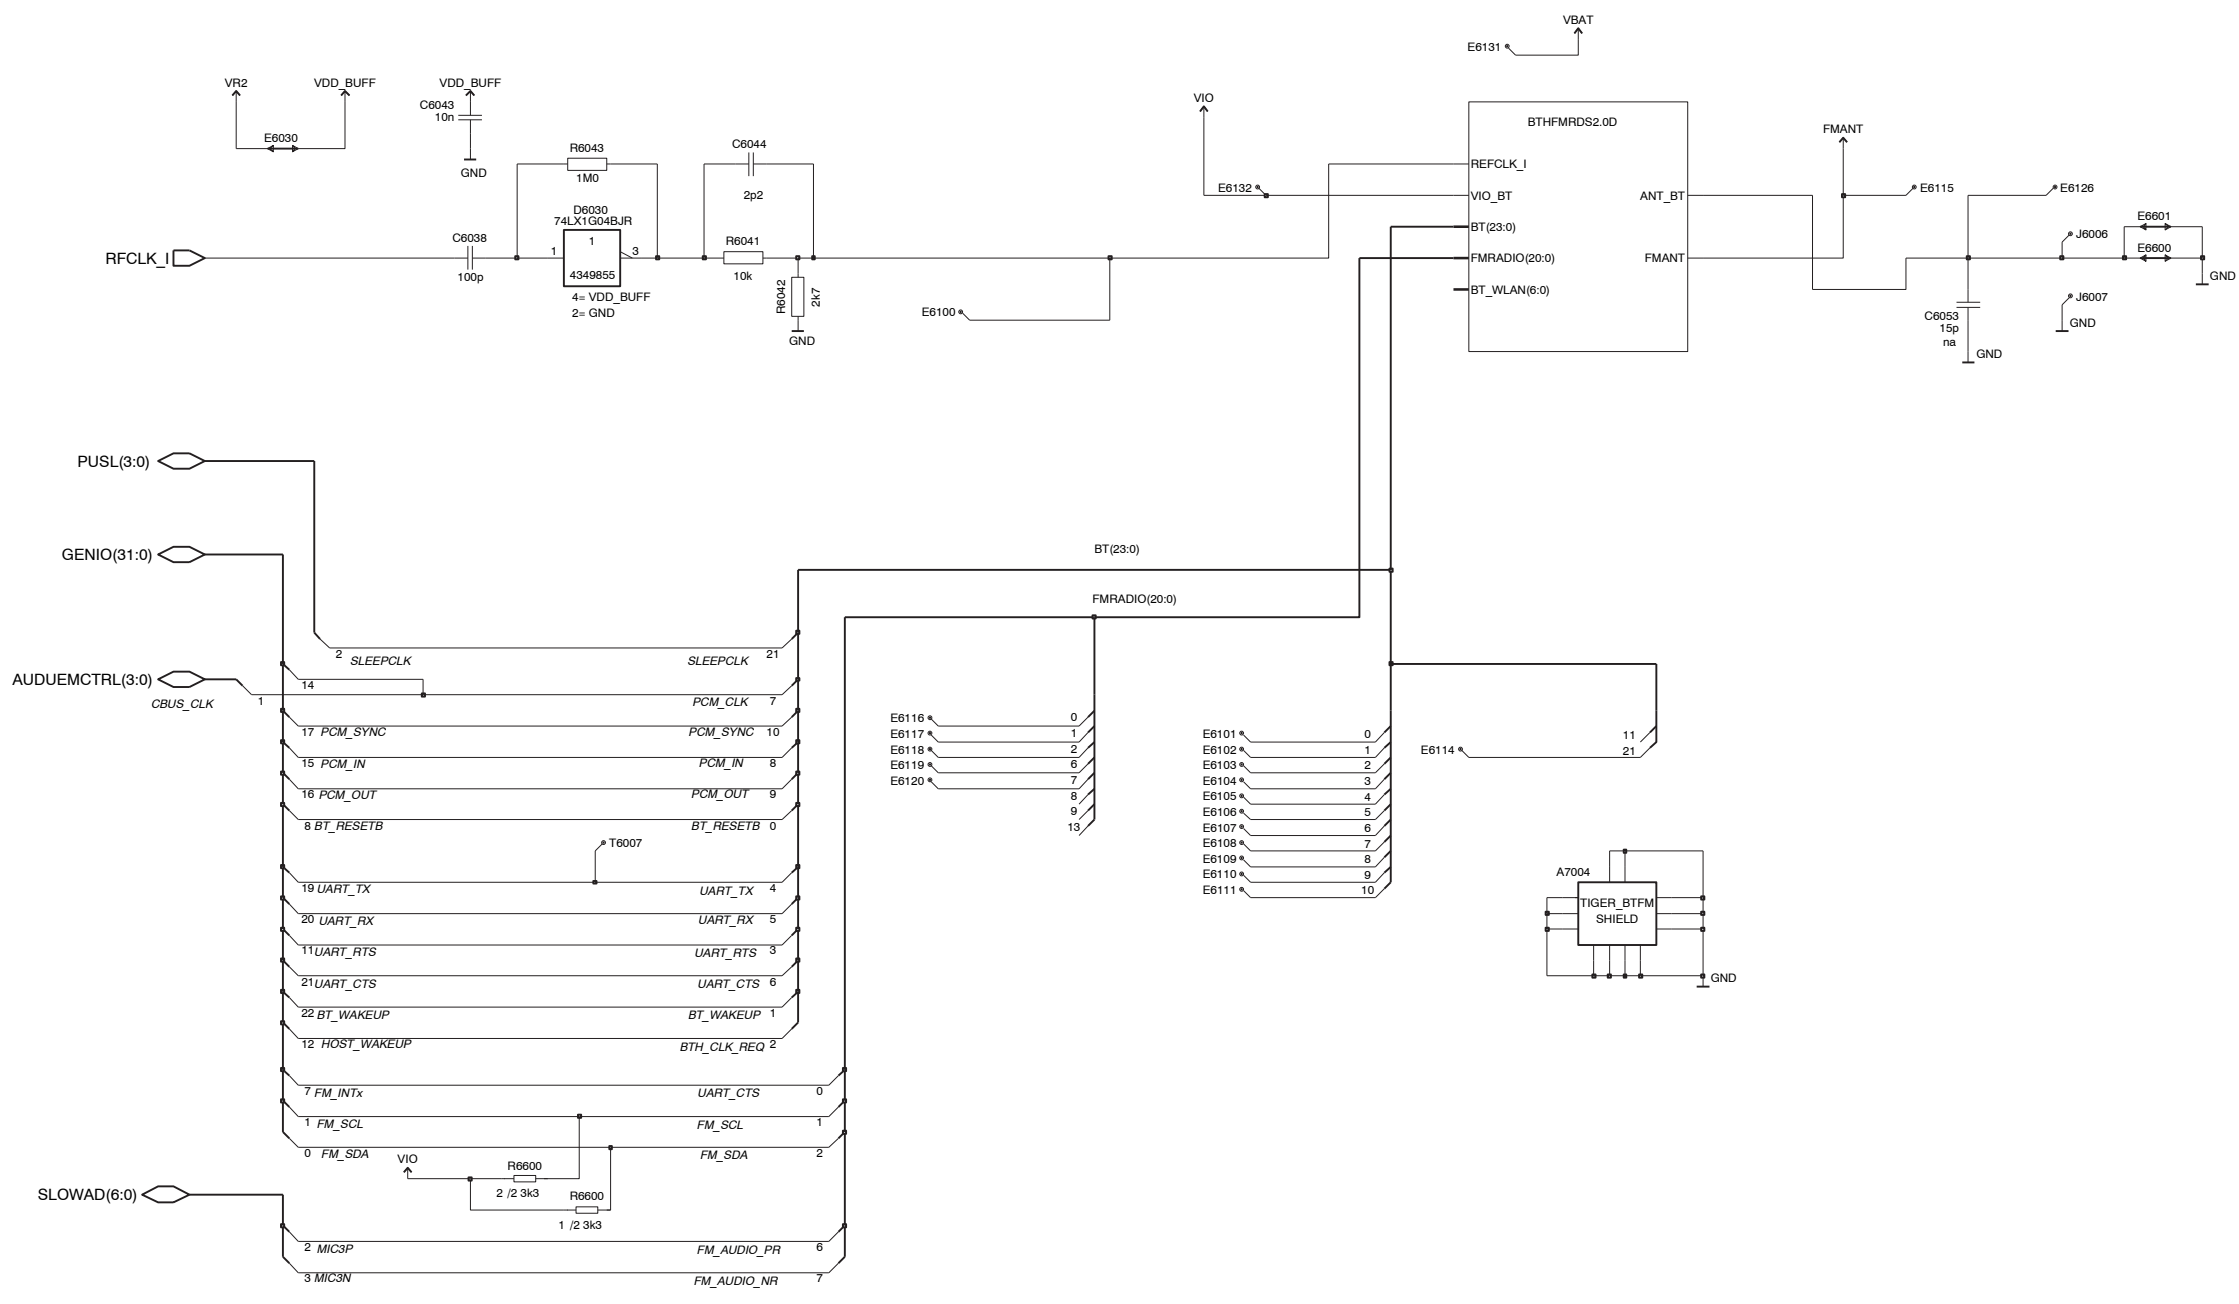 VBAT
E6131
VR2
VDD_BUFF
VDD_BUFF
C6043
10n
GND
E6030
R6043
1M0
C6044
2p2
D6030
74LX1G04BJR
1
1
3
4349855
4= VDD_BUFF
2= GND
RFCLK_I
C6038
100p
R6041
10k
R6042
2k7
GND
E6100
VIO
E6132
BTHFMRDS2.0D
REFCLK_I
VIO_BT
BT(23:0)
FMRADIO(20:0)
BT_WLAN(6:0)
ANT_BT
FMANT
FMANT
E6115
E6126
J6006
E6601
E6600
GND
J6007
GND
C6053
15p
na
GND
PUSL(3:0)
GENIO(31:0)
AUDUEMCTRL(3:0)
CBUS_CLK
1
SLOWAD(6:0)
BT(23:0)
FMRADIO(20:0)
2 SLEEPCLK
SLEEPCLK 21
14
PCM_CLK 7
17 PCM_SYNC
PCM_SYNC 10
15 PCM_IN
PCM_IN 8
16 PCM_OUT
PCM_OUT 9
8 BT_RESETB
BT_RESETB 0
T6007
19 UART_TX
UART_TX 4
20 UART_RX
UART_RX 5
11 UART_RTS
UART_RTS 3
21 UART_CTS
UART_CTS 6
22 BT_WAKEUP
BT_WAKEUP 1
12 HOST_WAKEUP
BTH_CLK_REQ 2
7 FM_INTx
UART_CTS 0
1 FM_SCL
FM_SCL 1
0 FM_SDA
FM_SDA 2
VIO
R6600
2 /2 3k3
R6600
1 /2 3k3
2 MIC3P
FM_AUDIO_PR 6
3 MIC3N
FM_AUDIO_NR 7
E6116 0
E6117 1
E6118 2
E6119 6
E6120 7
8
9
13
E6101 0
E6102 1
E6103 2
E6104 3
E6105 4
E6106 5
E6107 6
E6108 7
E6109 8
E6110 9
E6111 10
11
E6114 21
A7004
TIGER_BTFM
SHIELD
GND